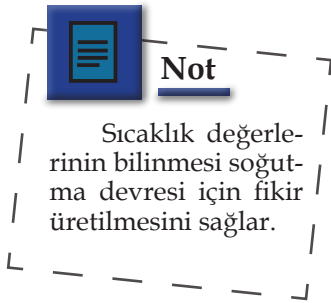 Not
Sıcaklık değerle-
rinin bilinmesi soğut-
ma devresi için fikir
üretilmesini sağlar.